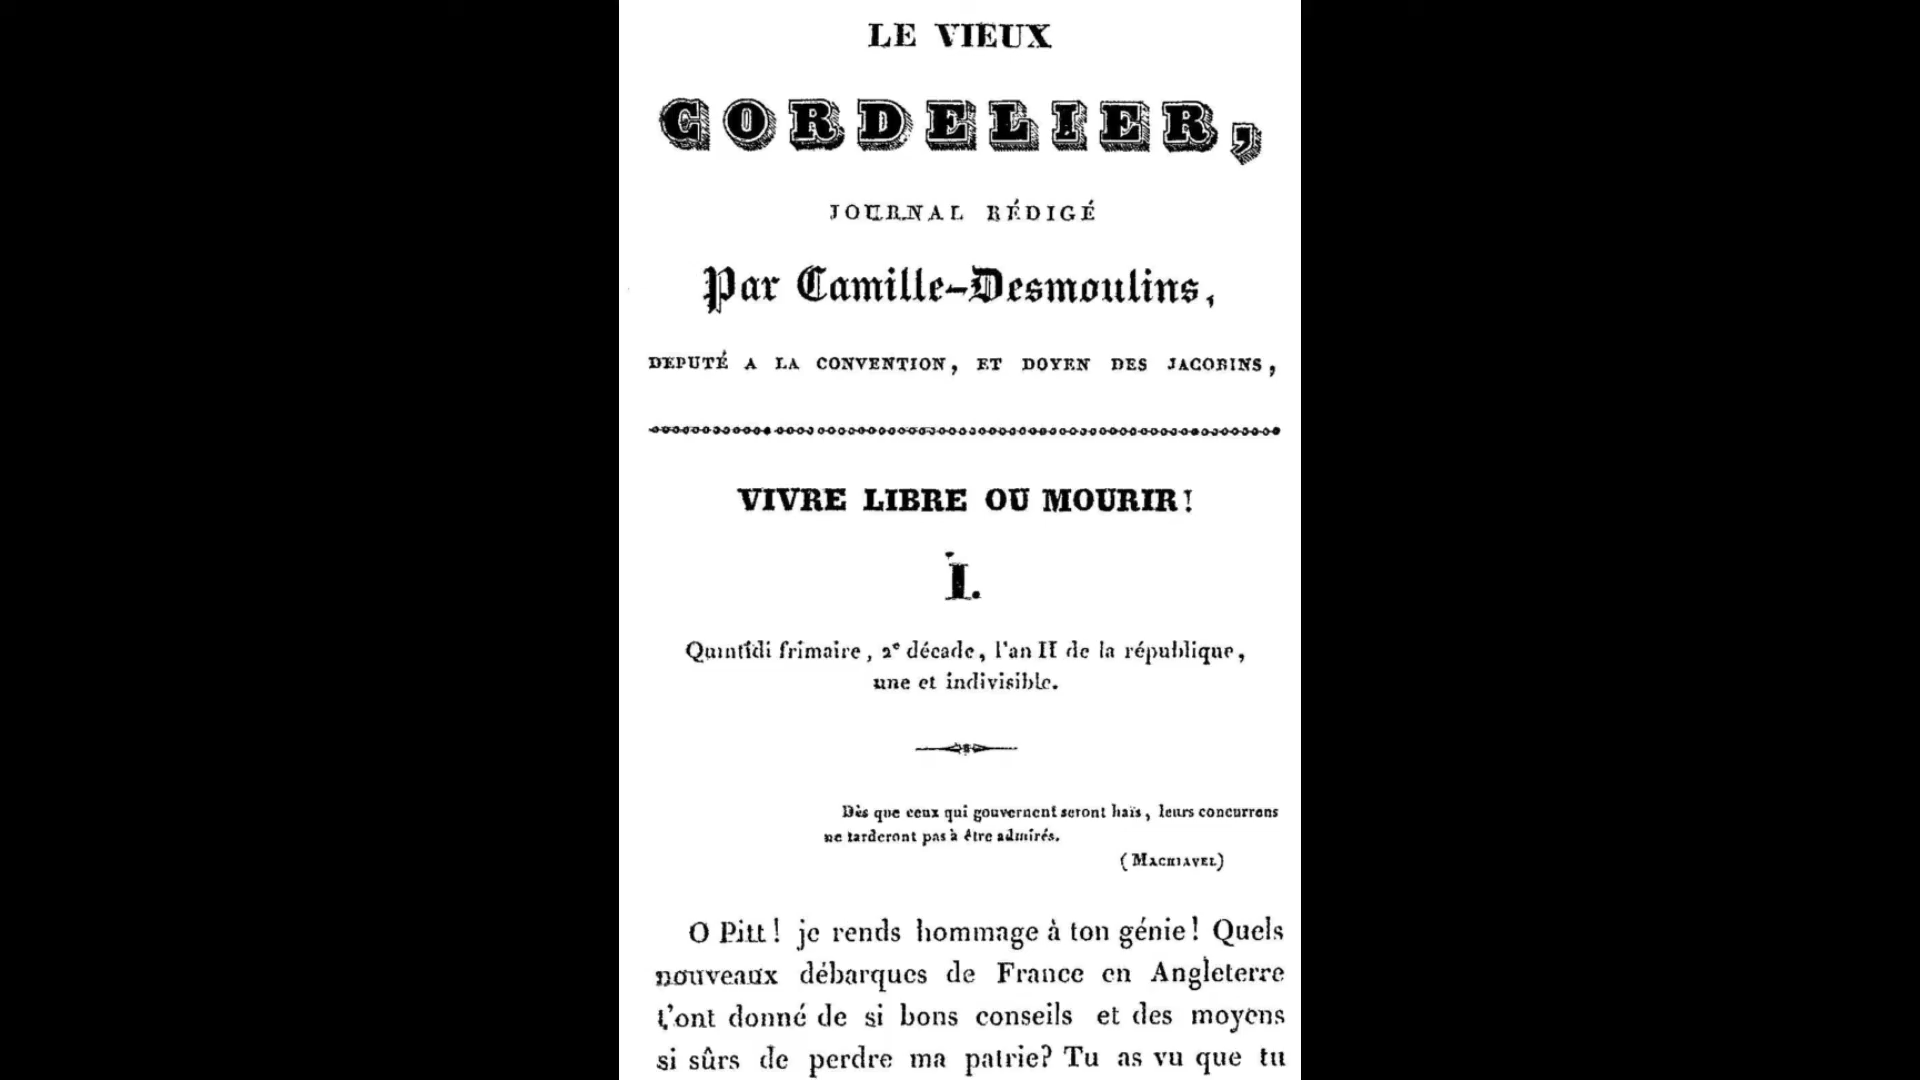 LE VIEUX
CORDELIER,
JOURNAL RÉDIGÉ
Par Camille-Desmoulins,
DEPUTÉ A LA CONVENTION, ET DOYEN DES JACOBINS,
VIVRE LIBRE OU MOURIR!
I.
Quintidi frimaire, 2e décade, l'an II de la république,
une et indivisible.
Dès que ceux qui gouvernent seront haïs, leurs concurrens
ne tarderont pas à être admirés.
(MACHIAVEL)
O Pitt! je rends hommage à ton génie! Quels
nouveaux débarqués de France en Angleterre
t'ont donné de si bons conseils et des moyens
si sûrs de perdre ma patrie? Tu as vu que tu